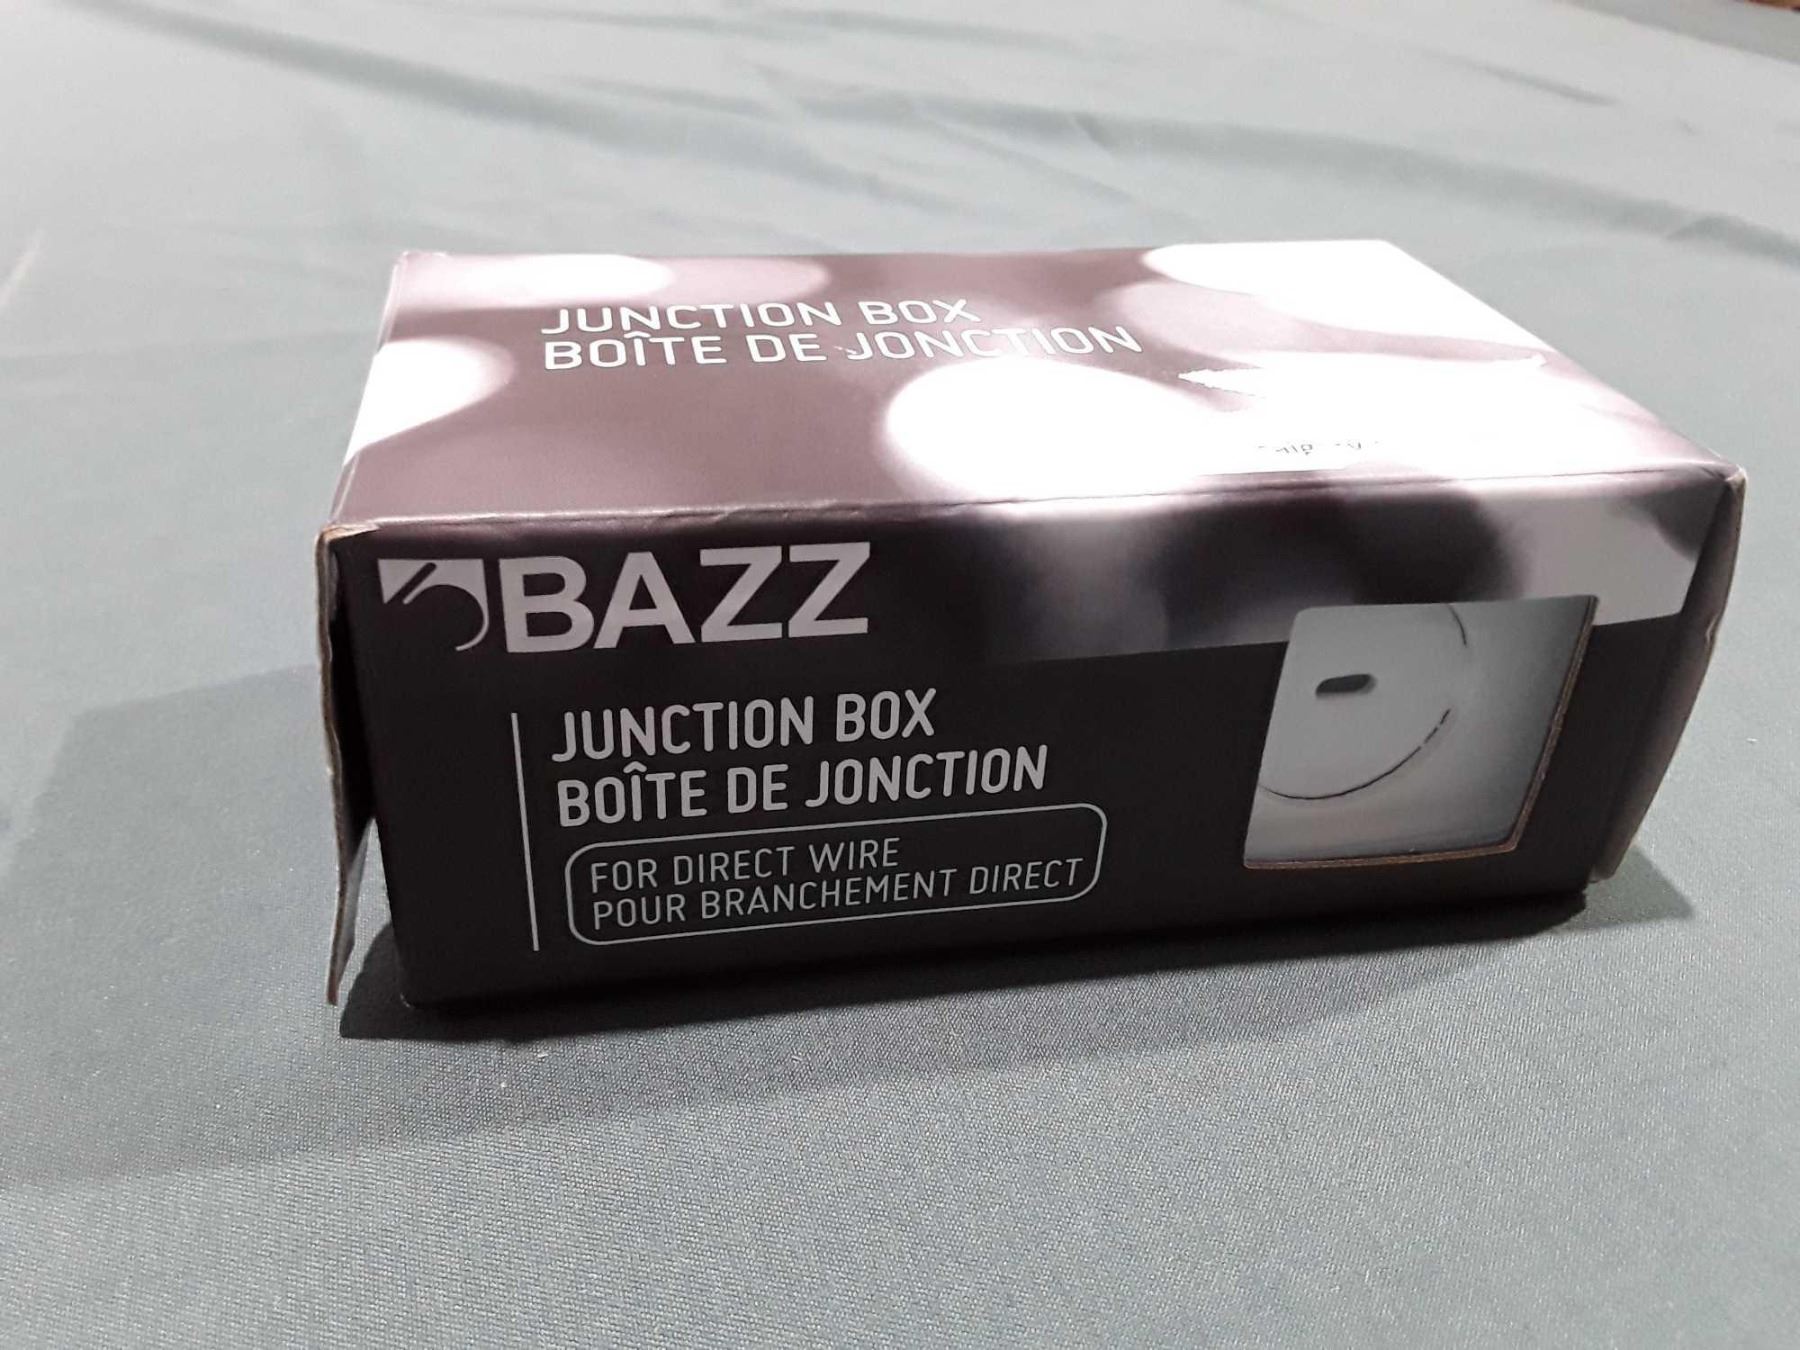 JUNCTION BOX
BOÎTE DE JONCTION
BAZZ
JUNCTION BOX
BOÎTE DE JONCTION
FOR DIRECT WIRE
POUR BRANCHEMENT DIRECT